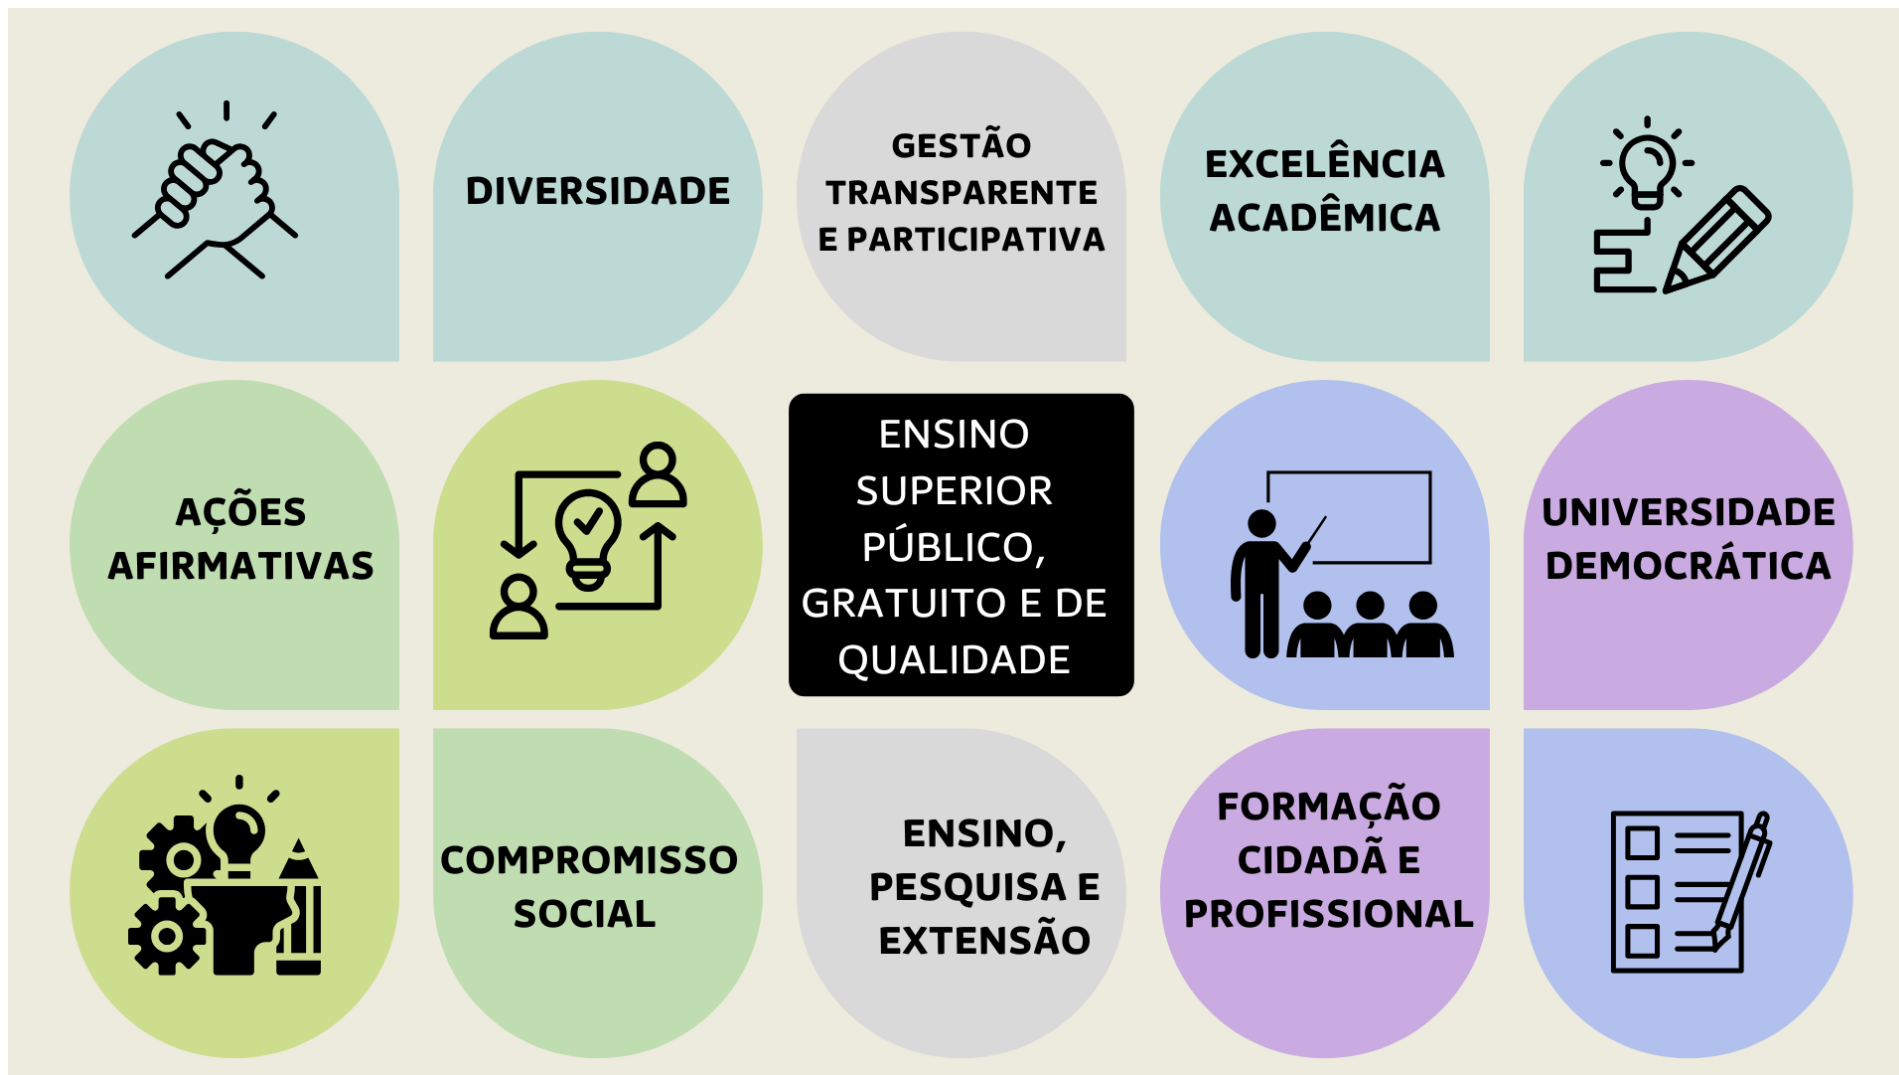 DIVERSIDADE
GESTÃO
TRANSPARENTE
E PARTICIPATIVA
EXCELÊNCIA
ACADÊMICA
AÇÕES
AFIRMATIVAS
ENSINO
SUPERIOR
PÚBLICO,
GRATUITO E DE
QUALIDADE
UNIVERSIDADE
DEMOCRÁTICA
COMPROMISSO
SOCIAL
ENSINO,
PESQUISA E
EXTENSÃO
FORMAÇÃO
CIDADÃ E
PROFISSIONAL